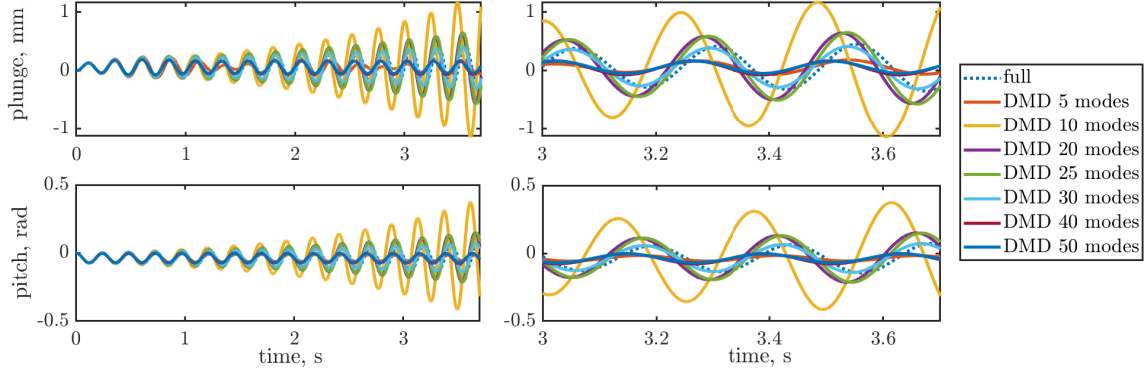 plunge, mm
1
0
-1
0
1
2
3
1
0
-1
3
3.2
3.4
3.6
pitch, rad
0.5
0
-0.5
0
1
2
3
time, s
0.5
0
-0.5
3
3.2
3.4
3.6
time, s
full
DMD 5 modes
DMD 10 modes
DMD 20 modes
DMD 25 modes
DMD 30 modes
DMD 40 modes
DMD 50 modes